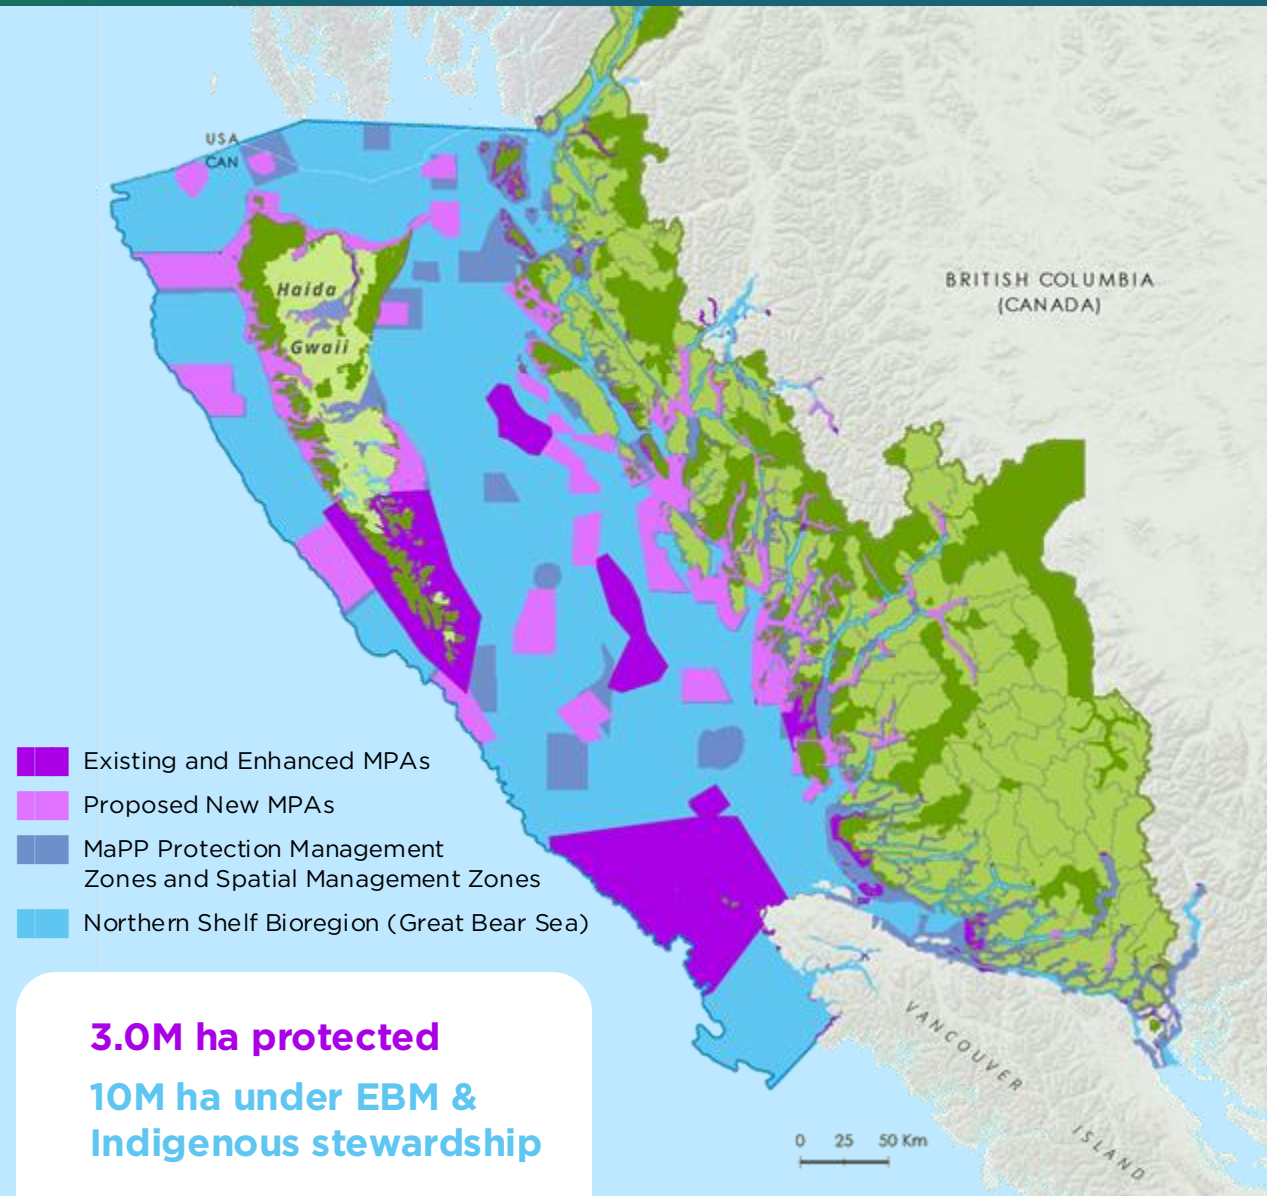 USA
CAN
BRITISH COLUMBIA
(CANADA)
Haida
Gwaii
Existing and Enhanced MPAs
Proposed New MPAs
MaPP Protection Management
Zones and Spatial Management Zones
Northern Shelf Bioregion (Great Bear Sea)
3.0M ha protected
10M ha under EBM &
Indigenous stewardship
VANCOUVER
ISLAND
0 25 50 Km